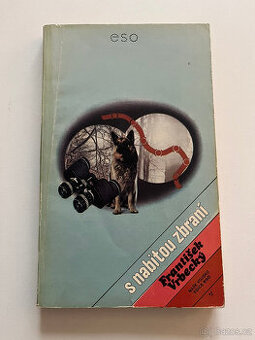 eso
s nabitou zbraní
František
Vrbecký